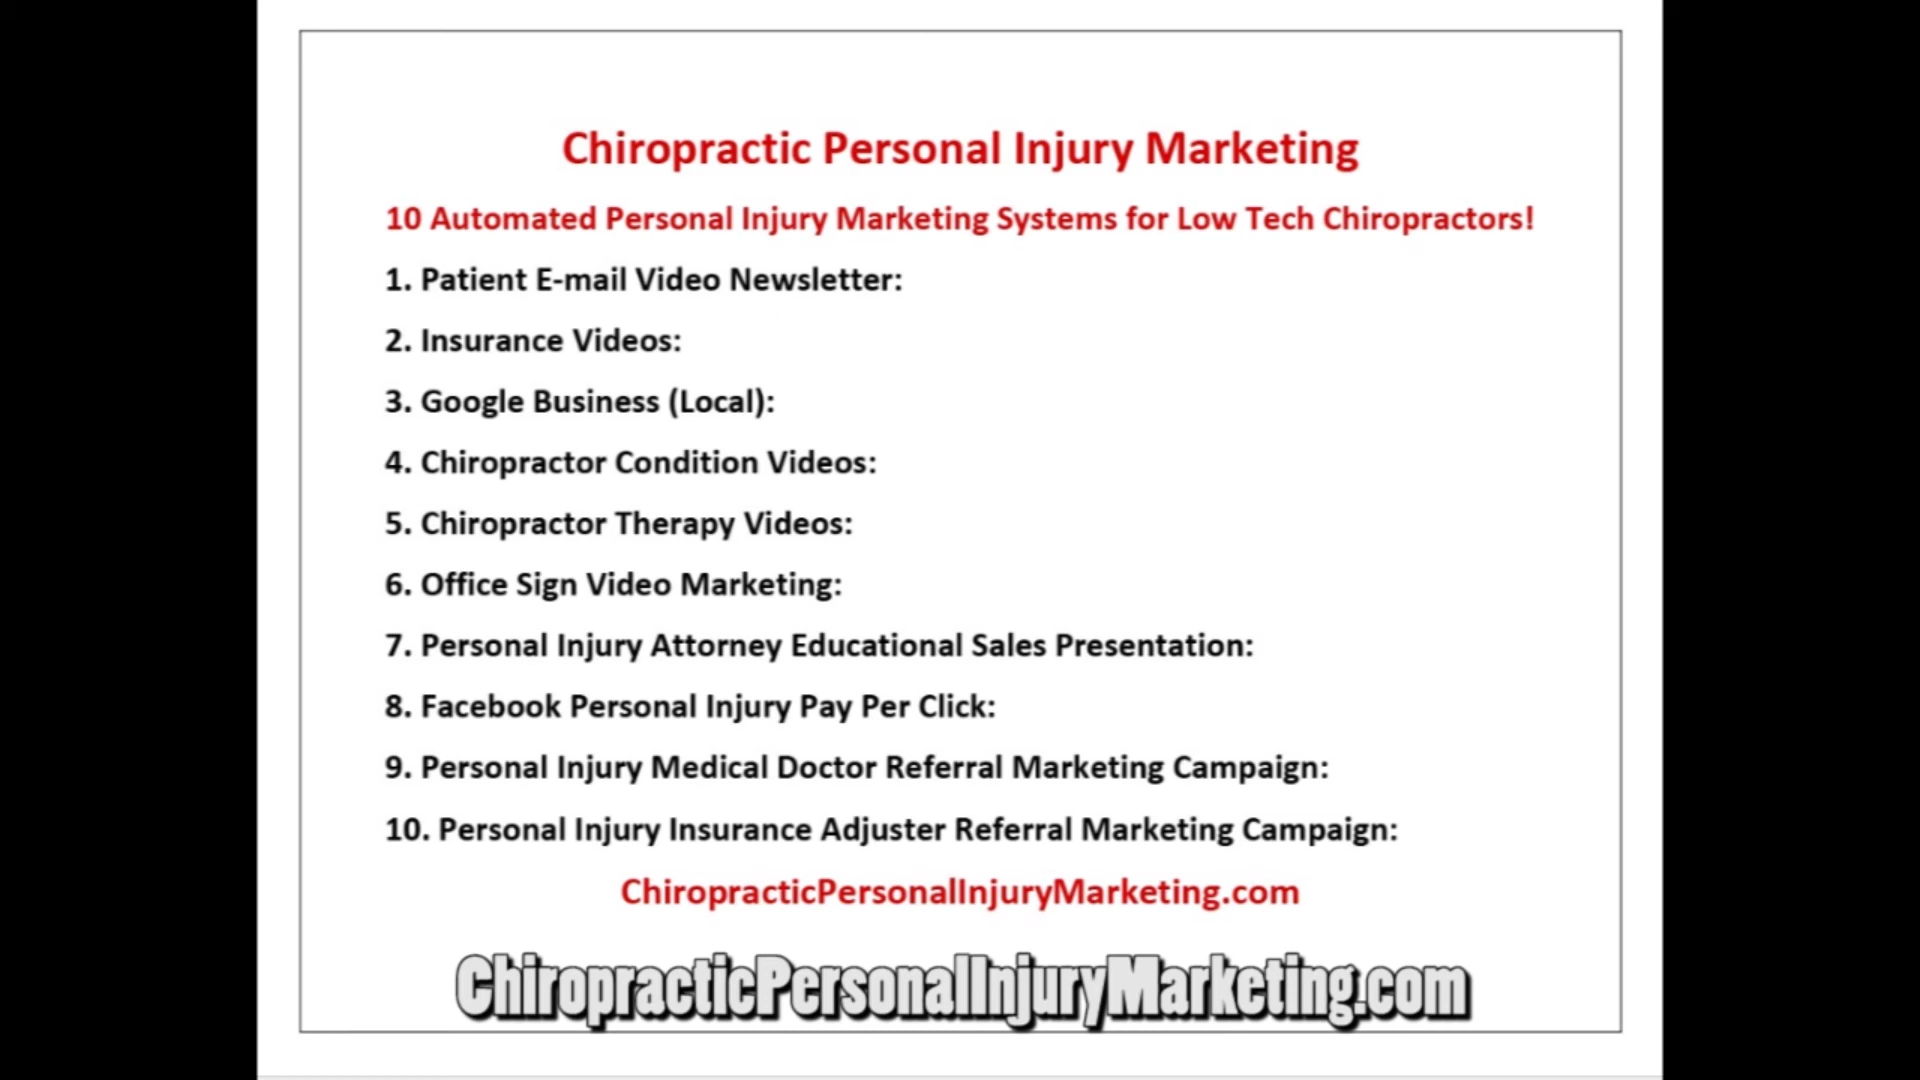 Chiropractic Personal Injury Marketing
10 Automated Personal Injury Marketing Systems for Low Tech Chiropractors!
1. Patient E-mail Video Newsletter:
2. Insurance Videos:
3. Google Business (Local):
4. Chiropractor Condition Videos:
5. Chiropractor Therapy Videos:
6. Office Sign Video Marketing:
7. Personal Injury Attorney Educational Sales Presentation:
8. Facebook Personal Injury Pay Per Click:
9. Personal Injury Medical Doctor Referral Marketing Campaign:
10. Personal Injury Insurance Adjuster Referral Marketing Campaign:
ChiropracticPersonalInjuryMarketing.com
ChiropracticPersonalInjuryMarketing.com